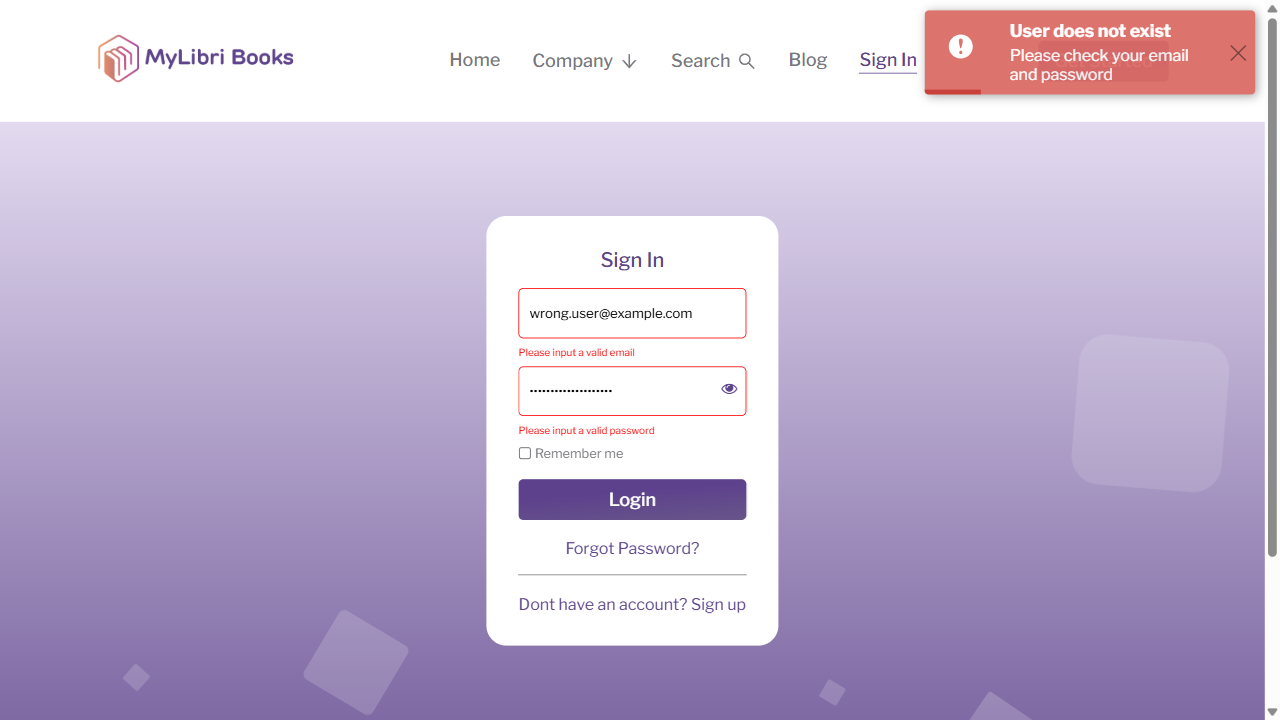 MyLibri Books
Home
Company
Search
Blog
Sign In
User does not exist
Please check your email
and password
Sign In
wrong.user@example.com
Please input a valid email
••••••••••••••••••••
Please input a valid password
Remember me
Login
Forgot Password?
Dont have an account? Sign up